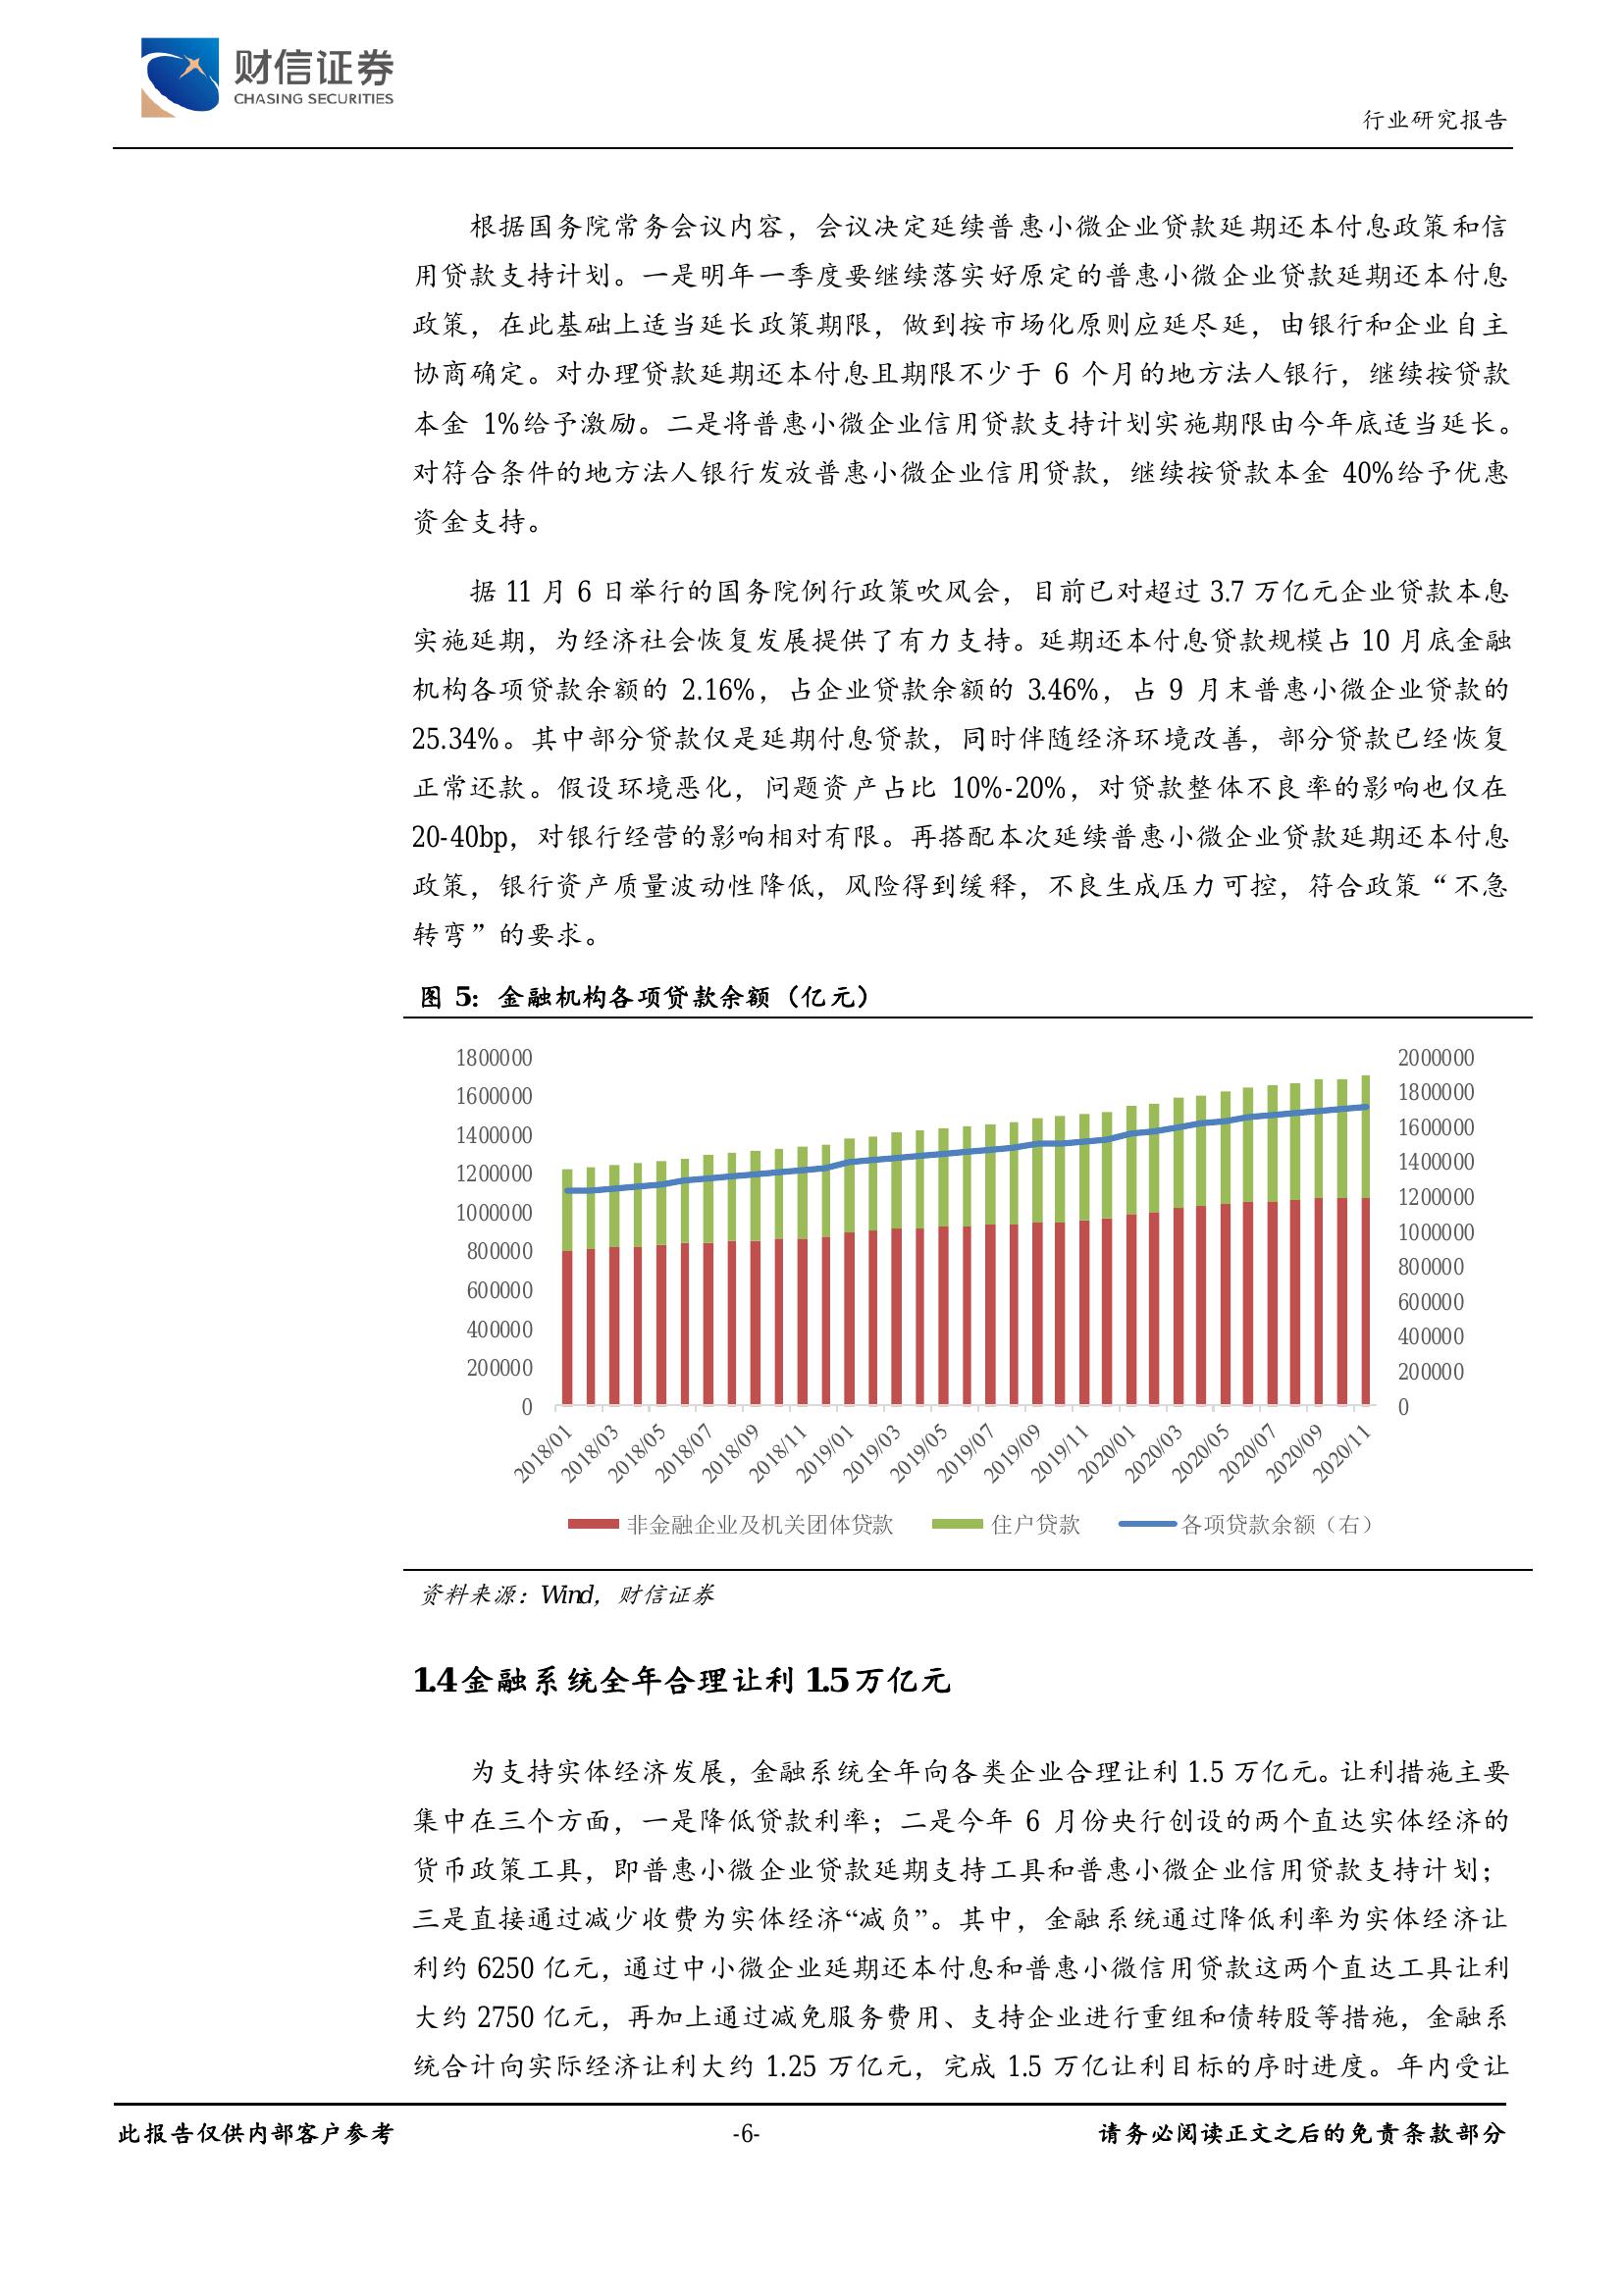 财信证券
CHASING SECURITIES
行业研究报告
根据国务院常务会议内容，会议决定延续普惠小微企业贷款延期还本付息政策和信
用贷款支持计划。一是明年一季度要继续落实好原定的普惠小微企业贷款延期还本付息
政策，在此基础上适当延长政策期限，做到按市场化原则应延尽延，由银行和企业自主
协商确定。对办理贷款延期还本付息且期限不少于 6 个月的地方法人银行，继续按贷款
本金 1%给予激励。二是将普惠小微企业信用贷款支持计划实施期限由今年底适当延长。
对符合条件的地方法人银行发放普惠小微企业信用贷款，继续按贷款本金 40%给予优惠
资金支持。
据 11 月 6 日举行的国务院例行政策吹风会，目前已对超过 3.7 万亿元企业贷款本息
实施延期，为经济社会恢复发展提供了有力支持。延期还本付息贷款规模占 10 月底金融
机构各项贷款余额的 2.16%，占企业贷款余额的 3.46%，占 9 月末普惠小微企业贷款的
25.34%。其中部分贷款仅是延期付息贷款，同时伴随经济环境改善，部分贷款已经恢复
正常还款。假设环境恶化，问题资产占比 10%-20%，对贷款整体不良率的影响也仅在
20-40bp，对银行经营的影响相对有限。再搭配本次延续普惠小微企业贷款延期还本付息
政策，银行资产质量波动性降低，风险得到缓释，不良生成压力可控，符合政策“不急
转弯”的要求。
图 5：金融机构各项贷款余额（亿元）
1800000 2000000
1600000 1800000
1400000 1600000
1200000 1400000
1000000 1200000
800000 1000000
600000 800000
400000 600000
200000 400000
0 200000
0
2018/01 2018/03 2018/05 2018/07 2018/09 2018/11 2019/01 2019/03 2019/05 2019/07 2019/09 2019/11 2020/01 2020/03 2020/05 2020/07 2020/09 2020/11
非金融企业及机关团体贷款 住户贷款 各项贷款余额（右）
资料来源：Wind，财信证券
1.4 金融系统全年合理让利 1.5 万亿元
为支持实体经济发展，金融系统全年向各类企业合理让利 1.5 万亿元。让利措施主要
集中在三个方面，一是降低贷款利率；二是今年 6 月份央行创设的两个直达实体经济的
货币政策工具，即普惠小微企业贷款延期支持工具和普惠小微企业信用贷款支持计划；
三是直接通过减少收费为实体经济“减负”。其中，金融系统通过降低利率为实体经济让
利约 6250 亿元，通过中小微企业延期还本付息和普惠小微信用贷款这两个直达工具让利
大约 2750 亿元，再加上通过减免服务费用、支持企业进行重组和债转股等措施，金融系
统合计向实际经济让利大约 1.25 万亿元，完成 1.5 万亿让利目标的序时进度。年内受让
此报告仅供内部客户参考 -6- 请务必阅读正文之后的免责条款部分